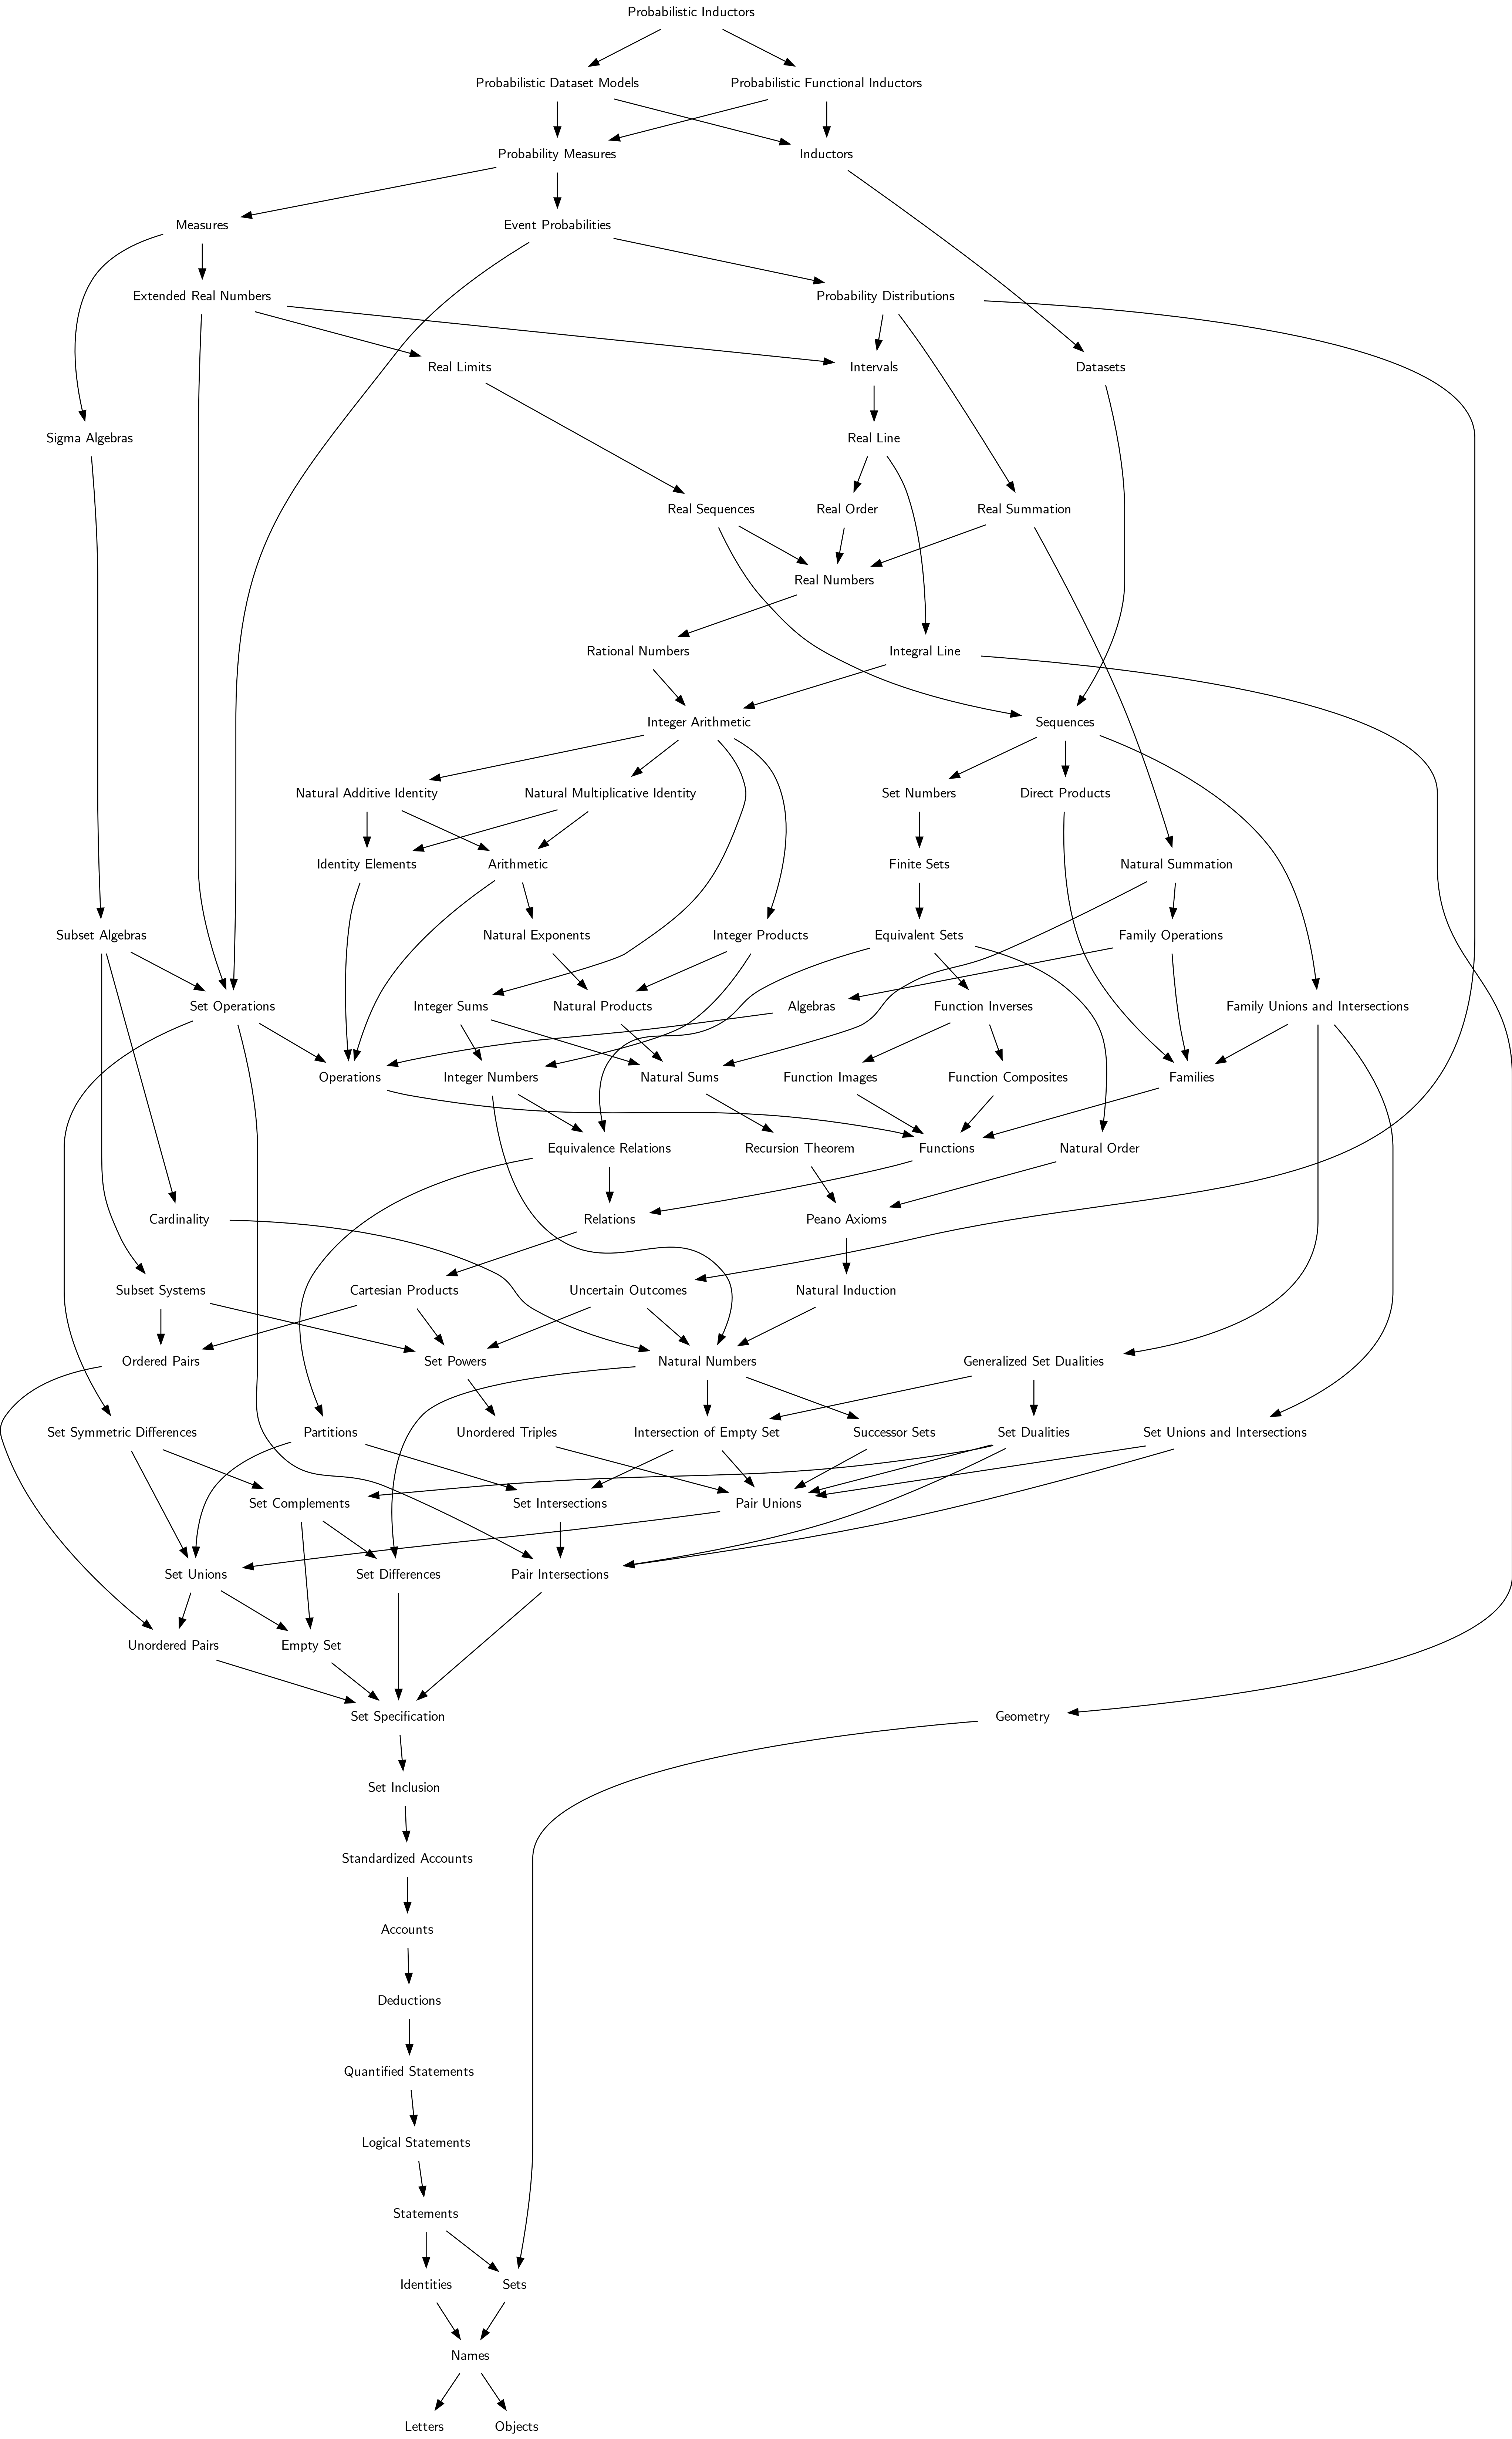 Probabilistic Inductors
Probabilistic Dataset Models
Probabilistic Functional Inductors
Probability Measures
Inductors
Measures
Event Probabilities
Extended Real Numbers
Probability Distributions
Real Limits
Intervals
Datasets
Sigma Algebras
Real Line
Real Sequences
Real Order
Real Summation
Real Numbers
Rational Numbers
Integral Line
Integer Arithmetic
Sequences
Natural Additive Identity
Natural Multiplicative Identity
Set Numbers
Direct Products
Identity Elements
Arithmetic
Finite Sets
Natural Summation
Subset Algebras
Natural Exponents
Integer Products
Equivalent Sets
Family Operations
Set Operations
Integer Sums
Natural Products
Algebras
Function Inverses
Family Unions and Intersections
Operations
Integer Numbers
Natural Sums
Function Images
Function Composites
Families
Equivalence Relations
Recursion Theorem
Functions
Natural Order
Cardinality
Relations
Peano Axioms
Subset Systems
Cartesian Products
Uncertain Outcomes
Natural Induction
Ordered Pairs
Set Powers
Natural Numbers
Generalized Set Dualities
Set Symmetric Differences
Partitions
Unordered Triples
Intersection of Empty Set
Successor Sets
Set Dualities
Set Unions and Intersections
Set Complements
Set Intersections
Pair Unions
Set Unions
Set Differences
Pair Intersections
Unordered Pairs
Empty Set
Set Specification
Geometry
Set Inclusion
Standardized Accounts
Accounts
Deductions
Quantified Statements
Logical Statements
Statements
Identities
Sets
Names
Letters
Objects